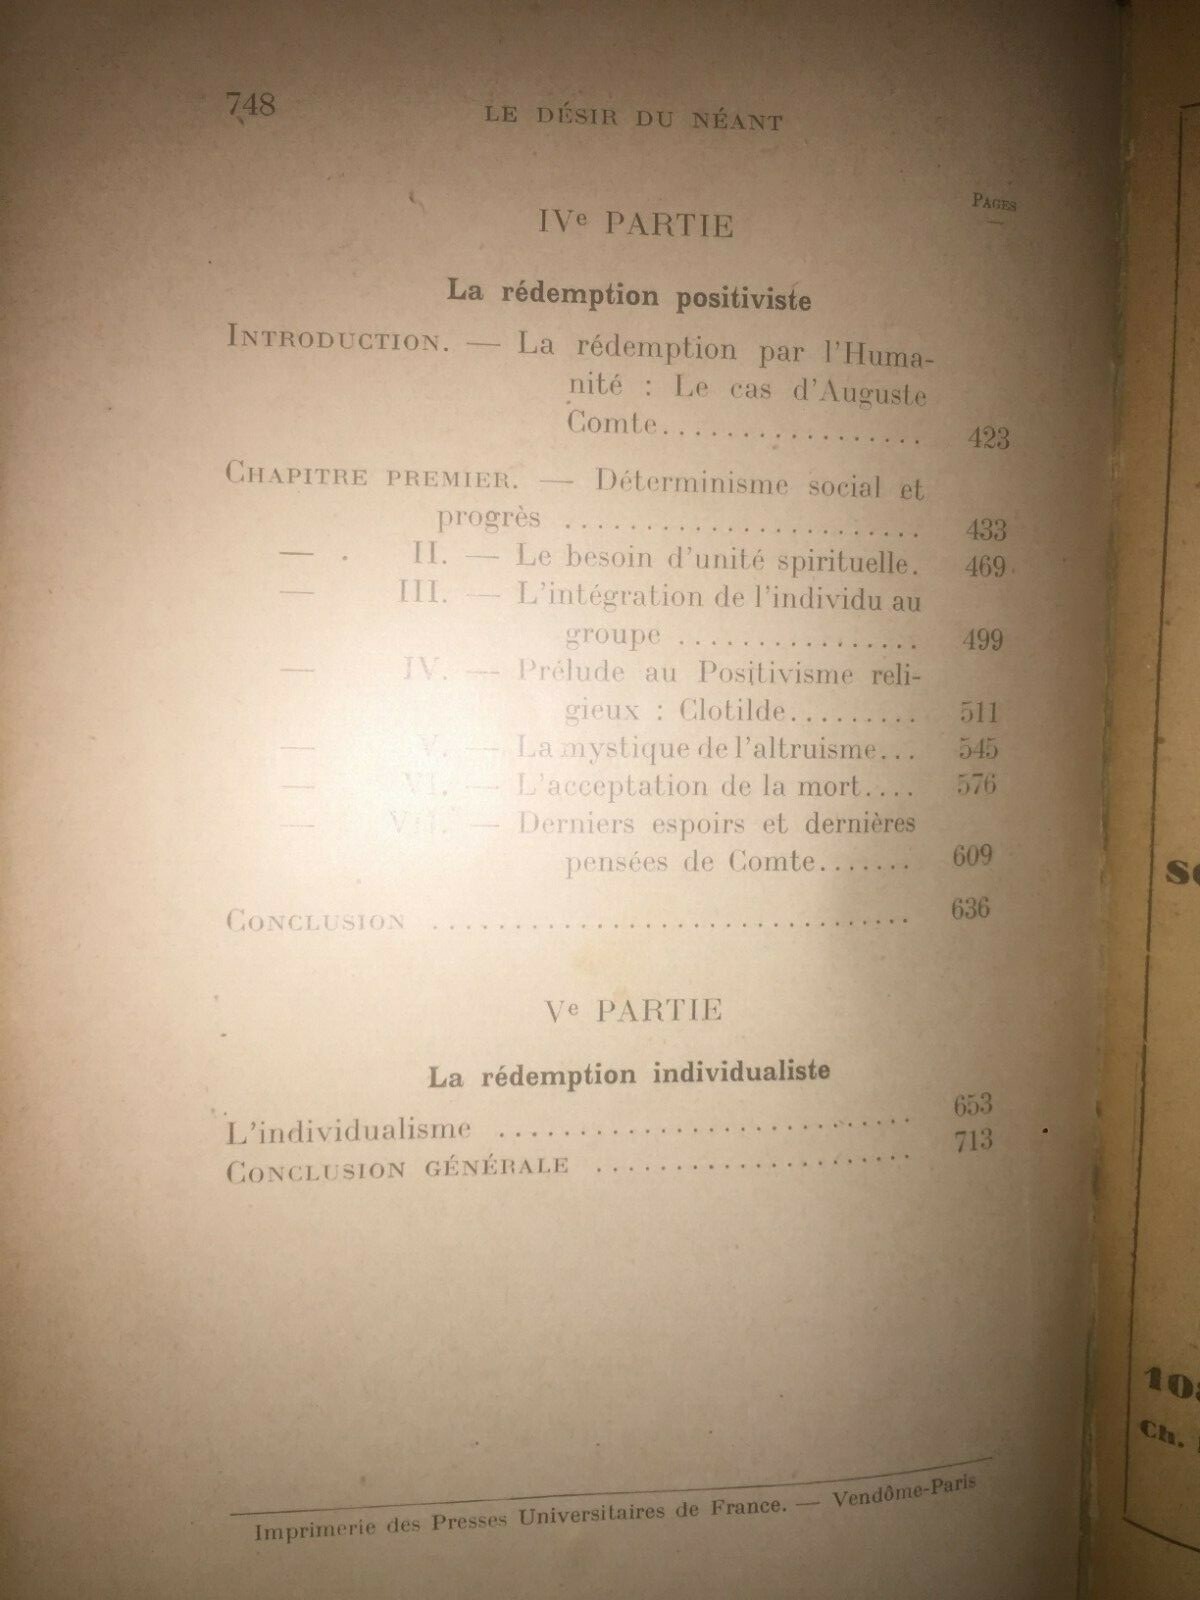 748 LE DÉSIR DU NÉANT
PAGES
IVe PARTIE
La rédemption positiviste
INTRODUCTION. — La rédemption par l'Huma-
nité : Le cas d'Auguste
Comte................. 423
CHAPITRE PREMIER. — Déterminisme social et
progrès ....................... 433
— II. — Le besoin d'unité spirituelle. 469
— III. — L'intégration de l'individu au
groupe ................ 499
— IV. — Prélude au Positivisme reli-
gieux : Clotilde......... 511
— V. — La mystique de l'altruisme... 545
— VI. — L'acceptation de la mort.... 576
— VII. — Derniers espoirs et dernières
pensées de Comte....... 609
CONCLUSION ............................... 636
Ve PARTIE
La rédemption individualiste
L'individualisme .......................... 653
CONCLUSION GÉNÉRALE .................... 713
Imprimerie des Presses Universitaires de France. — Vendôme-Paris
Ch.